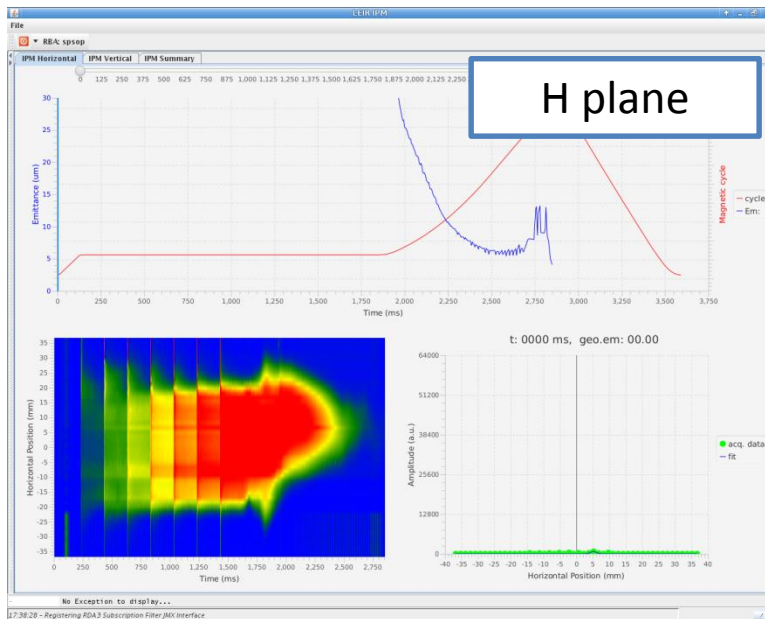 CEIR IPM
File
RBA: spsop
IPM Horizontal IPM Vertical IPM Summary
0 125 250 375 500 625 750 875 1,000 1,125 1,250 1,375 1,500 1,625 1,750 1,875 2,000 2,125 2,250
H plane
30
25
20
15
10
5
0
Emittance (um)
Magnetic cycle
cycle
Em:
0 250 500 750 1,000 1,250 1,500 1,750 2,000 2,250 2,500 2,750 3,000 3,250 3,500 3,750
Time (ms)
35
30
25
20
15
10
5
0
-5
-10
-15
-20
-25
-30
-35
Horizontal Position (mm)
0 250 500 750 1,000 1,250 1,500 1,750 2,000 2,250 2,500 2,750
Time (ms)
t: 0000 ms, geo.em: 00.00
64000
51200
38400
25600
12800
0
Amplitude (a.u.)
acq. data
fit
-40 -35 -30 -25 -20 -15 -10 -5 0 5 10 15 20 25 30 35 40
Horizontal Position (mm)
No Exception to display...
17:38:28 – Registering RDA3 Subscription Filter JMX Interface